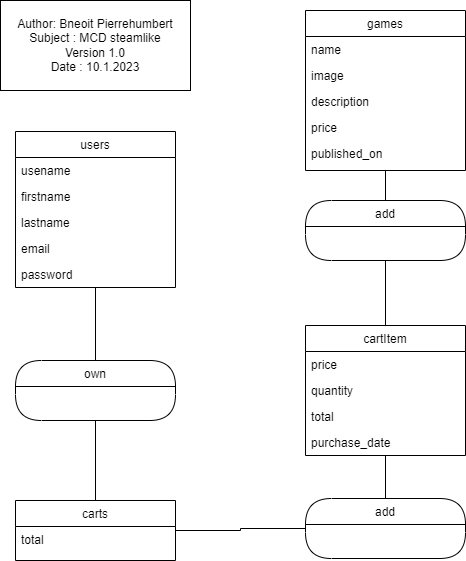 Author: Bneoit Pierrehumbert
Subject : MCD steamlike
Version 1.0
Date : 10.1.2023
games
name
image
description
price
published_on
users
usename
firstname
lastname
email
password
add
cartItem
price
quantity
total
purchase_date
own
carts
total
add